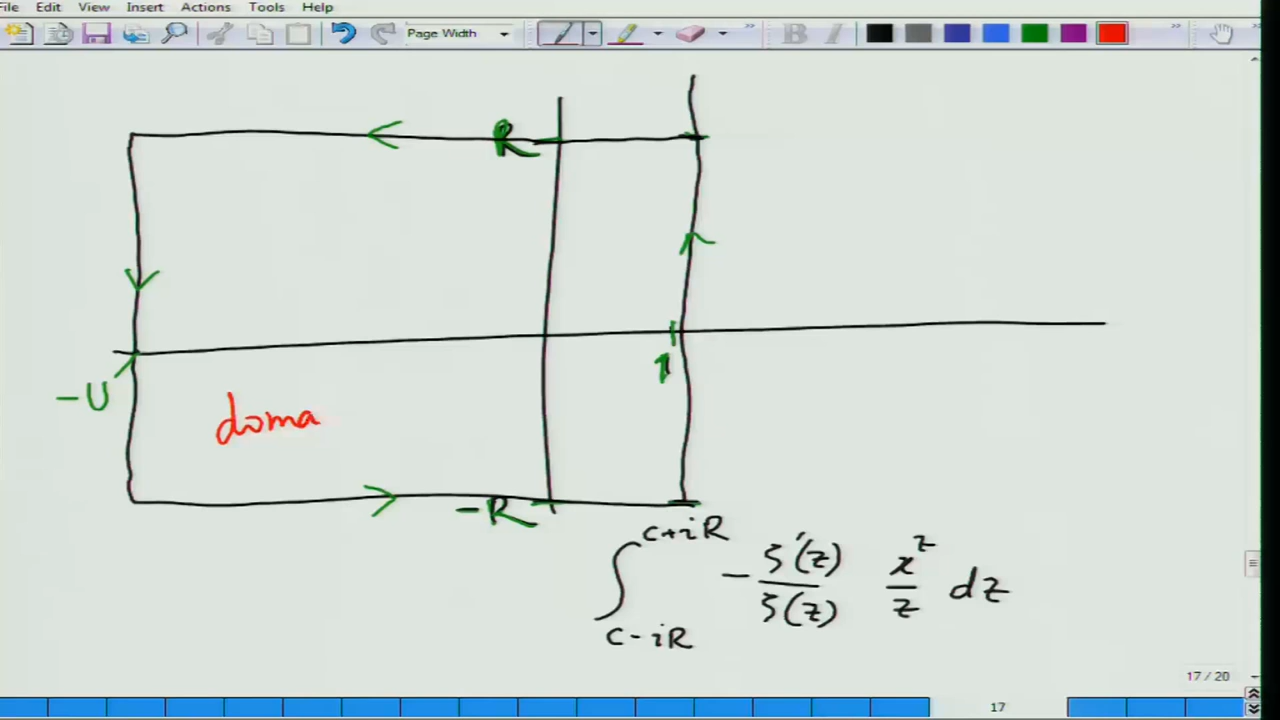 File Edit View Insert Actions Tools Help
Page Width
R
1
-U
doma
-R
∫_{c-iR}^{c+iR} - ζ'(z)/ζ(z) x^z/z dz
17 / 20
17